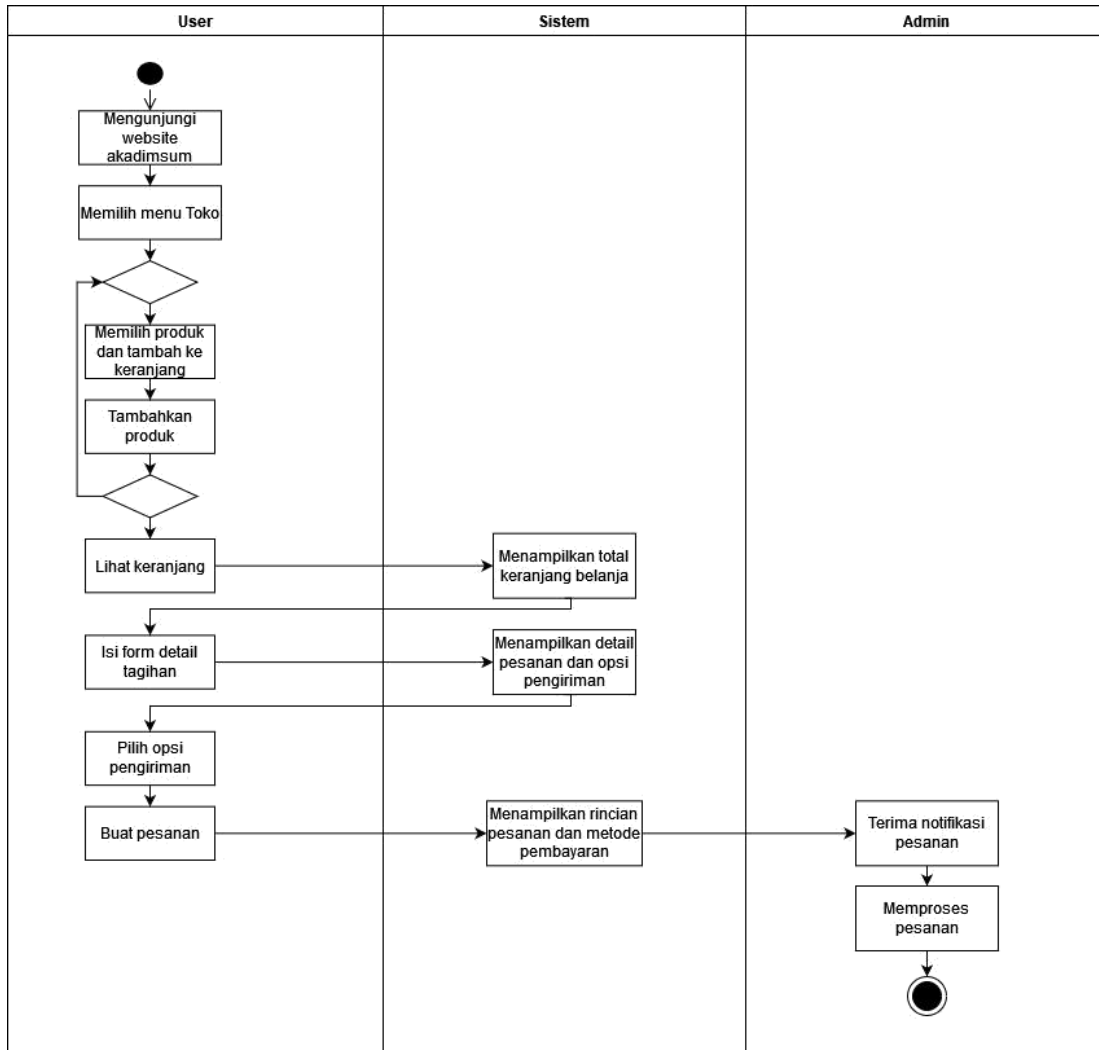 User
Sistem
Admin
Mengunjungi
website
akadimsum
Memilih menu Toko
Memilih produk
dan tambah ke
keranjang
Tambahkan
produk
Lihat keranjang
Menampilkan total
keranjang belanja
Isi form detail
tagihan
Menampilkan detail
pesanan dan opsi
pengiriman
Pilih opsi
pengiriman
Buat pesanan
Menampilkan rincian
pesanan dan metode
pembayaran
Terima notifikasi
pesanan
Memproses
pesanan